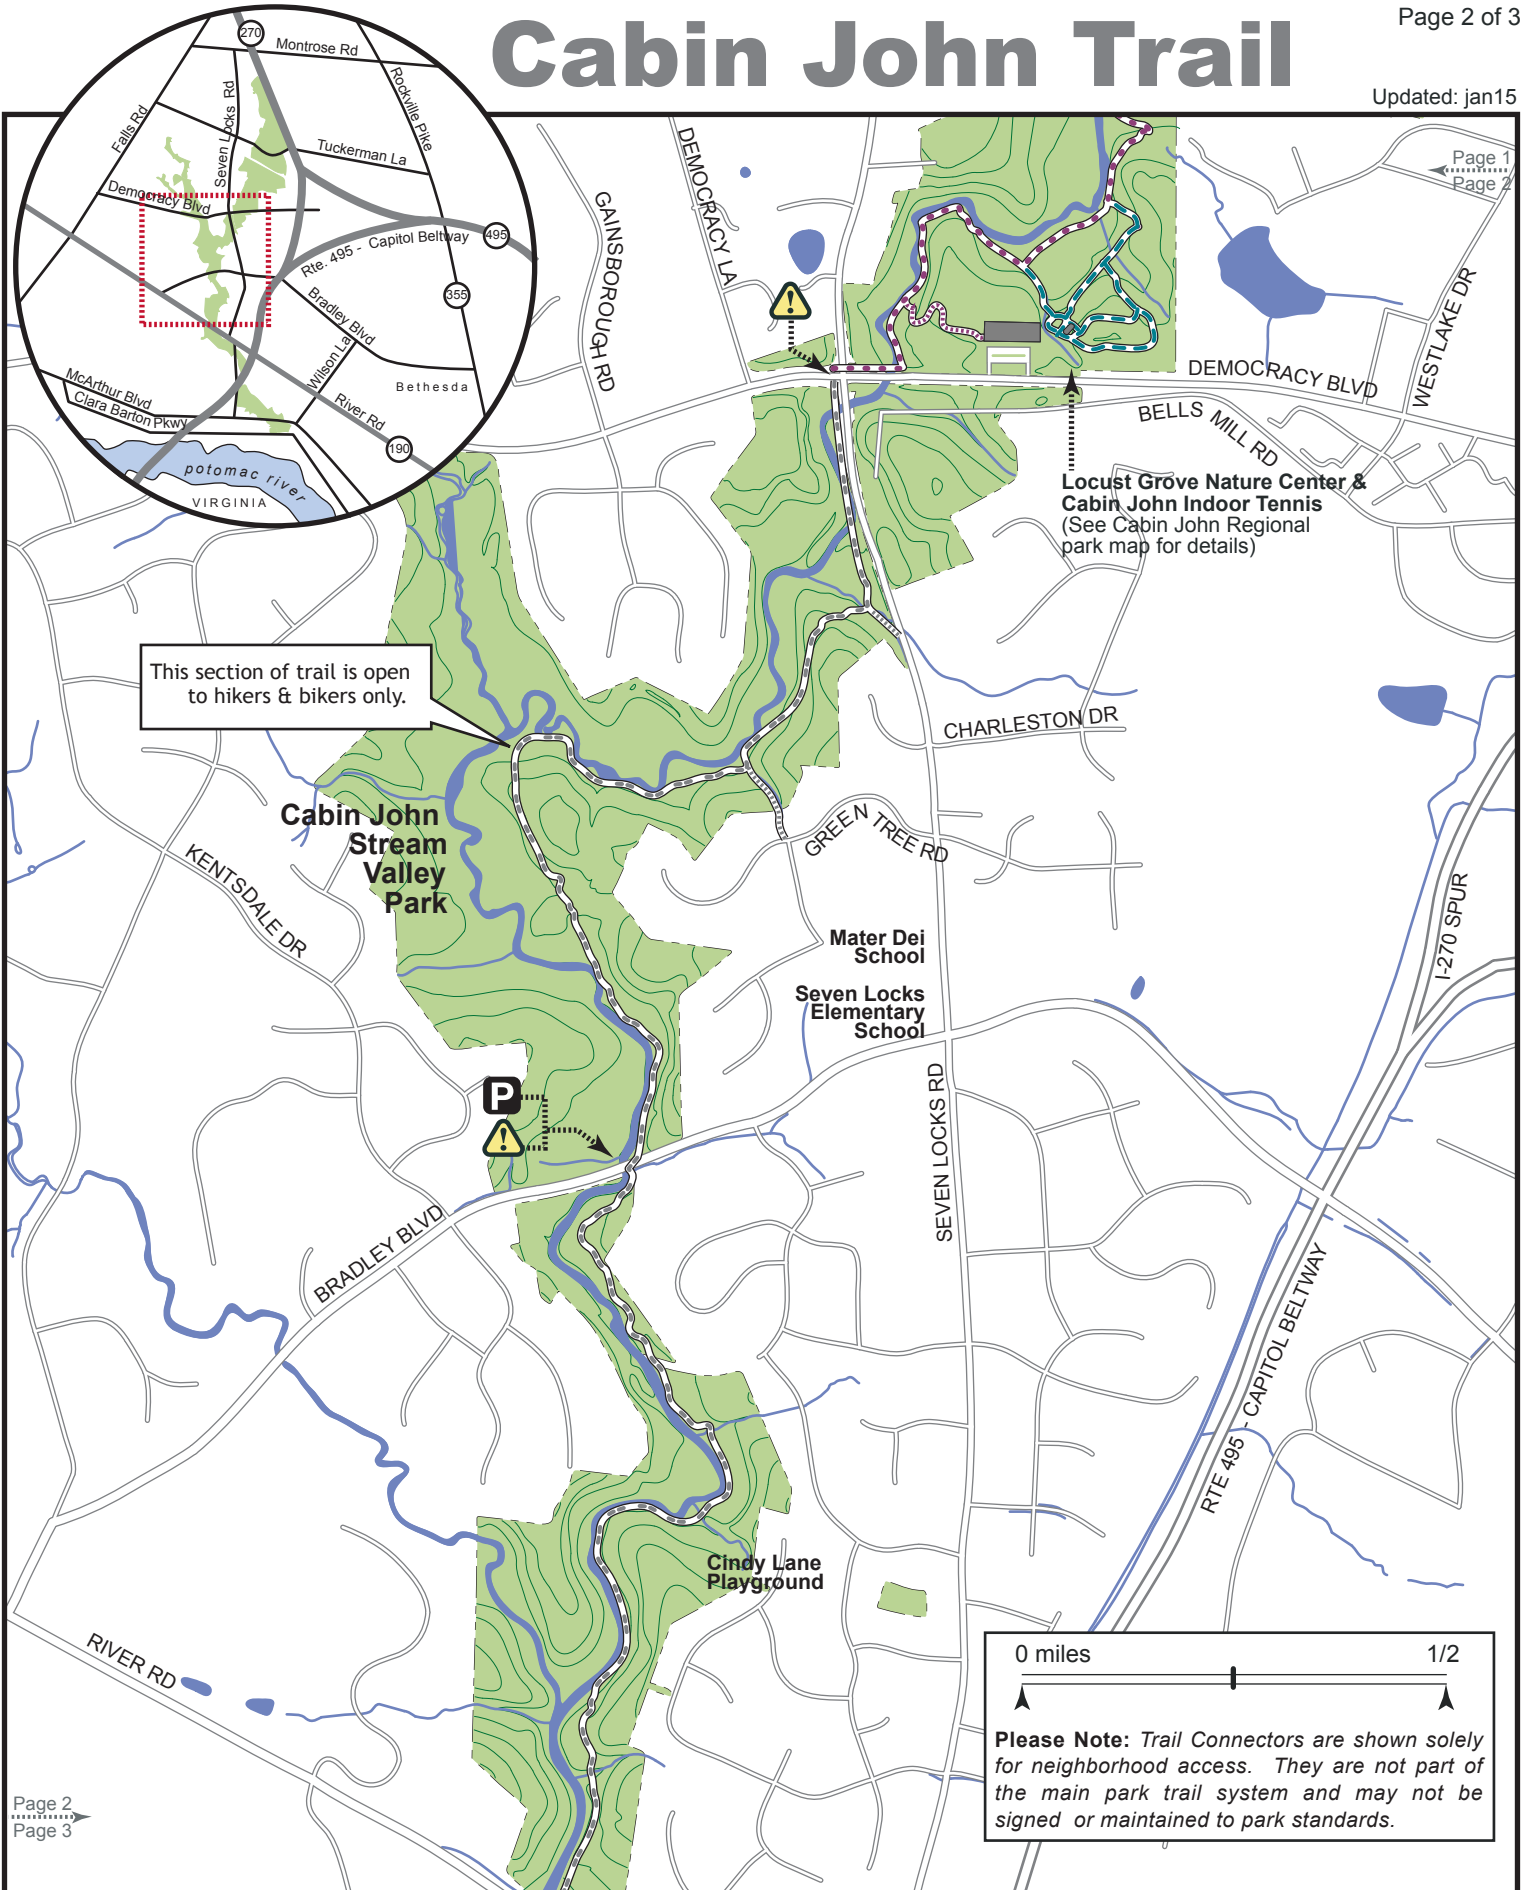 Cabin John Trail
Page 2 of 3
Updated: jan15
270
Montrose Rd
Rockville Pike
Falls Rd
Seven Locks Rd
Tuckerman La
Democracy Blvd
Rte. 495 - Capitol Beltway
495
355
Bradley Blvd
Wilson La
Bethesda
McArthur Blvd
Clara Barton Pkwy
River Rd
190
potomac river
VIRGINIA
Page 1
Page 2
DEMOCRACY LA
GAINSBOROUGH RD
!
WESTLAKE DR
DEMOCRACY BLVD
BELLS MILL RD
Locust Grove Nature Center &
Cabin John Indoor Tennis
(See Cabin John Regional
park map for details)
This section of trail is open
to hikers & bikers only.
CHARLESTON DR
Cabin John
Stream
Valley
Park
GREEN TREE RD
KENTSDALE DR
I-270 SPUR
Mater Dei
School
Seven Locks
Elementary
School
P
!
SEVEN LOCKS RD
BRADLEY BLVD
RTE 495 - CAPITOL BELTWAY
Cindy Lane
Playground
RIVER RD
0 miles 1/2
Please Note: Trail Connectors are shown solely
for neighborhood access. They are not part of
the main park trail system and may not be
signed or maintained to park standards.
Page 2
Page 3